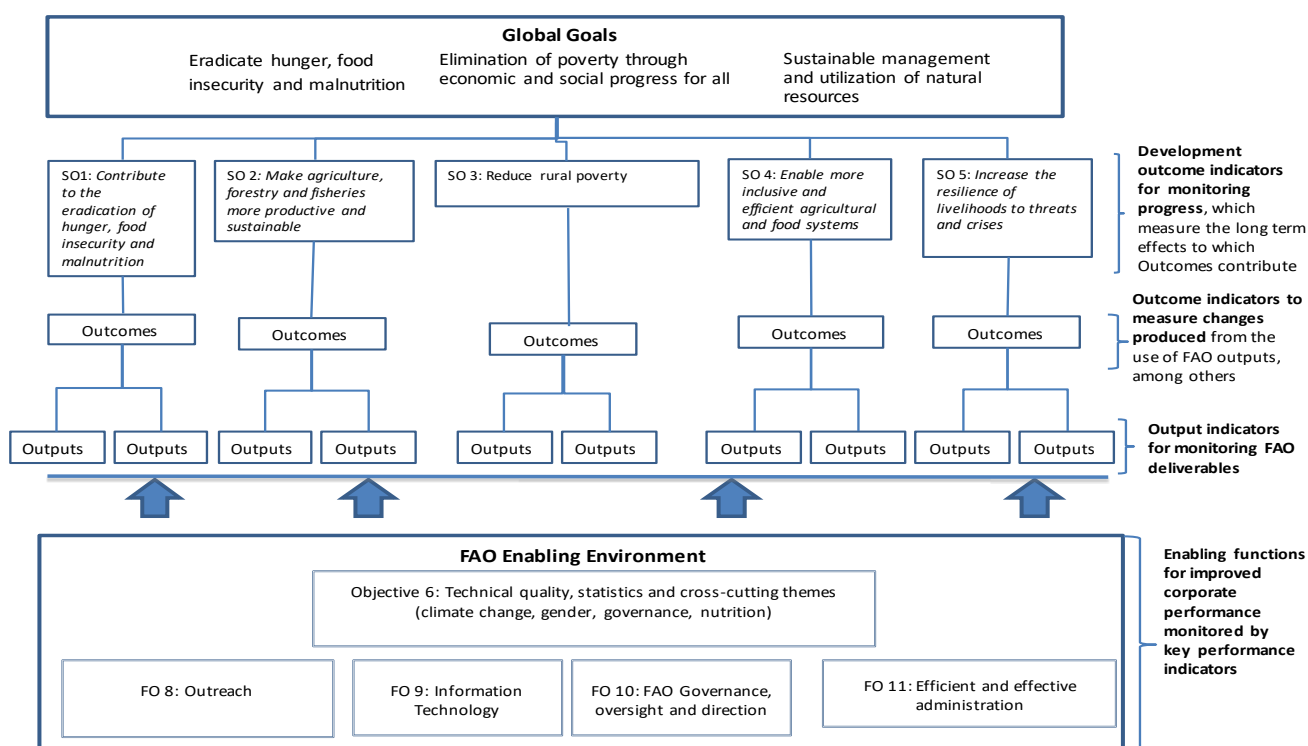 Global Goals
Eradicate hunger, food
insecurity and malnutrition
Elimination of poverty through
economic and social progress for all
Sustainable management
and utilization of natural
resources
SO1: Contribute
to the
eradication of
hunger, food
insecurity and
malnutrition
SO 2: Make agriculture,
forestry and fisheries
more productive and
sustainable
SO 3: Reduce rural poverty
SO 4: Enable more
inclusive and
efficient agricultural
and food systems
SO 5: Increase the
resilience of
livelihoods to threats
and crises
Development
outcome indicators
for monitoring
progress, which
measure the long term
effects to which
Outcomes contribute
Outcomes
Outcomes
Outcomes
Outcomes
Outcomes
Outcome indicators to
measure changes
produced from the
use of FAO outputs,
among others
Outputs
Outputs
Outputs
Outputs
Outputs
Outputs
Outputs
Outputs
Outputs
Outputs
Output indicators
for monitoring FAO
deliverables
FAO Enabling Environment
Objective 6: Technical quality, statistics and cross-cutting themes
(climate change, gender, governance, nutrition)
FO 8: Outreach
FO 9: Information
Technology
FO 10: FAO Governance,
oversight and direction
FO 11: Efficient and effective
administration
Enabling functions
for improved
corporate
performance
monitored by
key performance
indicators